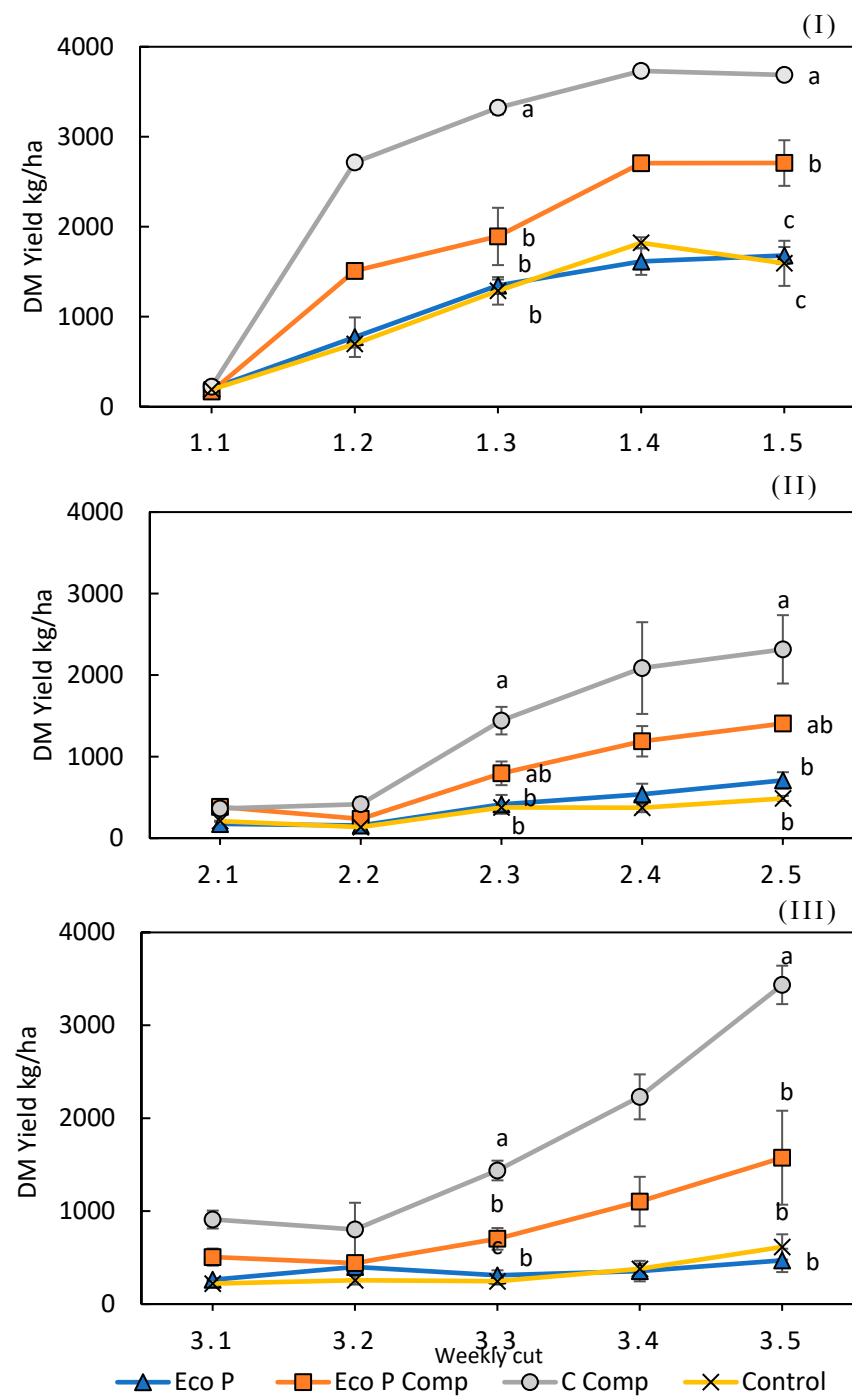 (I)
4000
a
a
3000
b
2000
c
b
b
1000
b
c
0
DM Yield kg/ha
1.1 1.2 1.3 1.4 1.5
(II)
4000
3000
a
2000
a
ab
1000
ab
b
b
b
b
0
DM Yield kg/ha
2.1 2.2 2.3 2.4 2.5
(III)
4000
a
3000
b
2000
a
b
1000
b
c
b
b
0
DM Yield kg/ha
3.1 3.2 3.3 3.4 3.5
Weekly cut
Eco P Eco P Comp C Comp Control